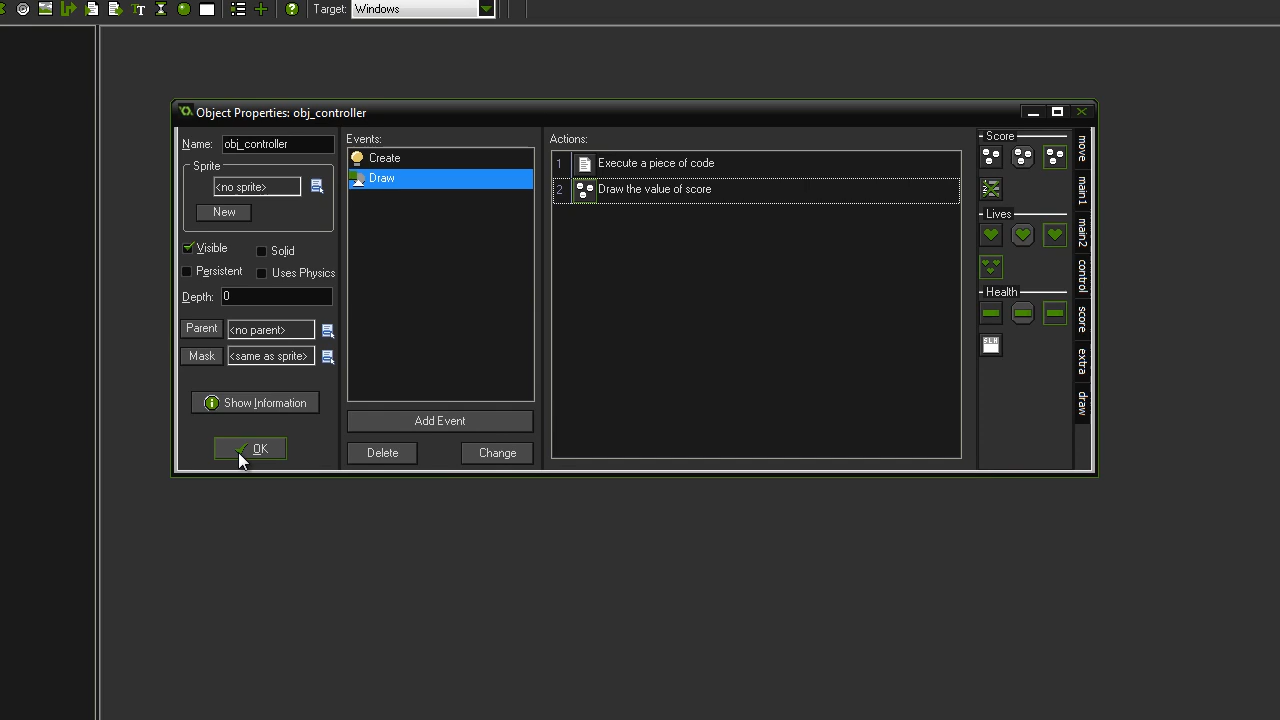 Target: Windows
Object Properties: obj_controller
Name: obj_controller
Sprite
<no sprite>
New
Visible
Solid
Persistent
Uses Physics
Depth: 0
Parent <no parent>
Mask <same as sprite>
Show Information
OK
Events:
Create
Draw
Add Event
Delete
Change
Actions:
1 Execute a piece of code
2 Draw the value of score
Score
Lives
Health
move
main1
main2
control
score
extra
draw